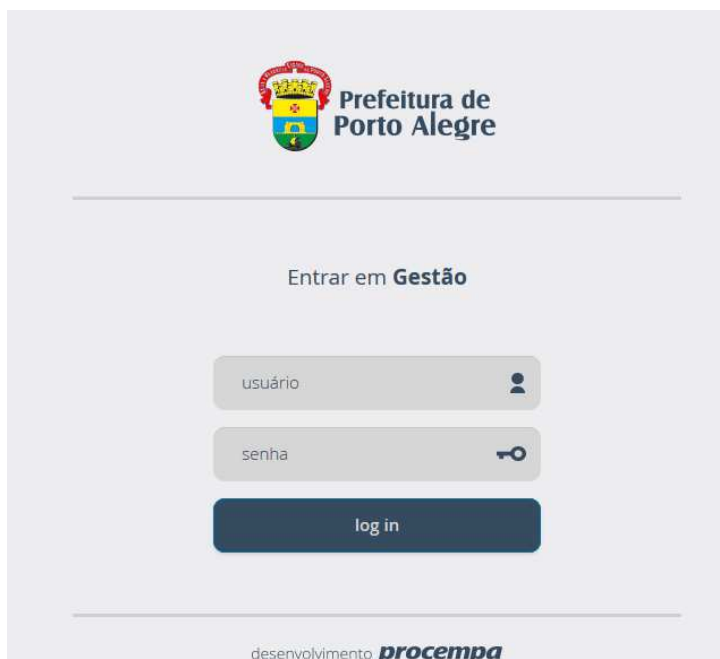 Prefeitura de
Porto Alegre
Entrar em Gestão
usuário
senha
log in
desenvolvimento procempa